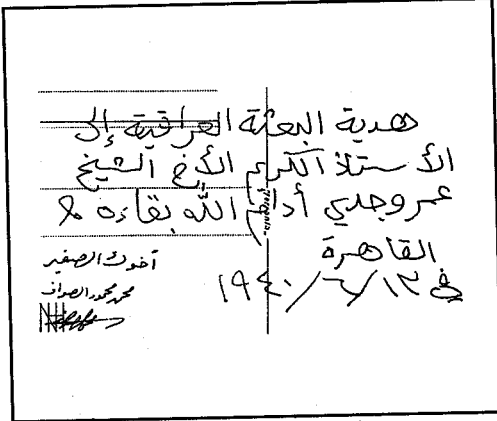 هدية البعثة العراقية إلى
الأستاذ الكريم الأخ الشيخ
عمر وجدي أدام الله بقاءه
القاهرة
في ١٢/٦/١٩٤٠
أخوك الصغير
محمد محمود الصواف